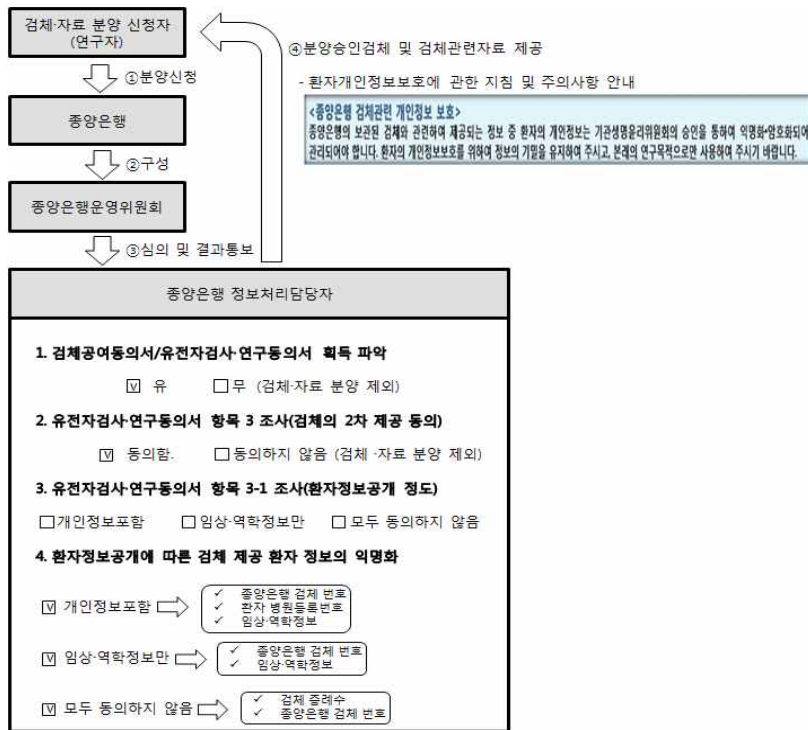 검체·자료 분양 신청자
(연구자)
①분양신청
종양은행
②구성
종양은행운영위원회
③심의 및 결과통보
④분양승인검체 및 검체관련자료 제공
- 환자개인정보보호에 관한 지침 및 주의사항 안내
<종양은행 검체관련 개인정보 보호>
종양은행의 보관된 검체와 관련하여 제공되는 정보 중 환자의 개인정보는 기관생명윤리위원회의 승인을 통하여 익명화•암호화되어
관리되어야 합니다. 환자의 개인정보보호를 위하여 정보의 기밀을 유지하여 주시고, 본래의 연구목적으로만 사용하여 주시기 바랍니다.
종양은행 정보처리담당자
1. 검체공여동의서/유전자검사·연구동의서 획득 파악
☑ 유 □무 (검체·자료 분양 제외)
2. 유전자검사·연구동의서 항목 3 조사(검체의 2차 제공 동의)
☑ 동의함. □동의하지 않음 (검체 ·자료 분양 제외)
3. 유전자검사·연구동의서 항목 3-1 조사(환자정보공개 정도)
□개인정보포함 □임상·역학정보만 □모두 동의하지 않음
4. 환자정보공개에 따른 검체 제공 환자 정보의 익명화
☑ 개인정보포함
✓ 종양은행 검체 번호
✓ 환자 병원등록번호
✓ 임상·역학정보
☑ 임상·역학정보만
✓ 종양은행 검체 번호
✓ 임상·역학정보
☑ 모두 동의하지 않음
✓ 검체 증례수
✓ 종양은행 검체 번호